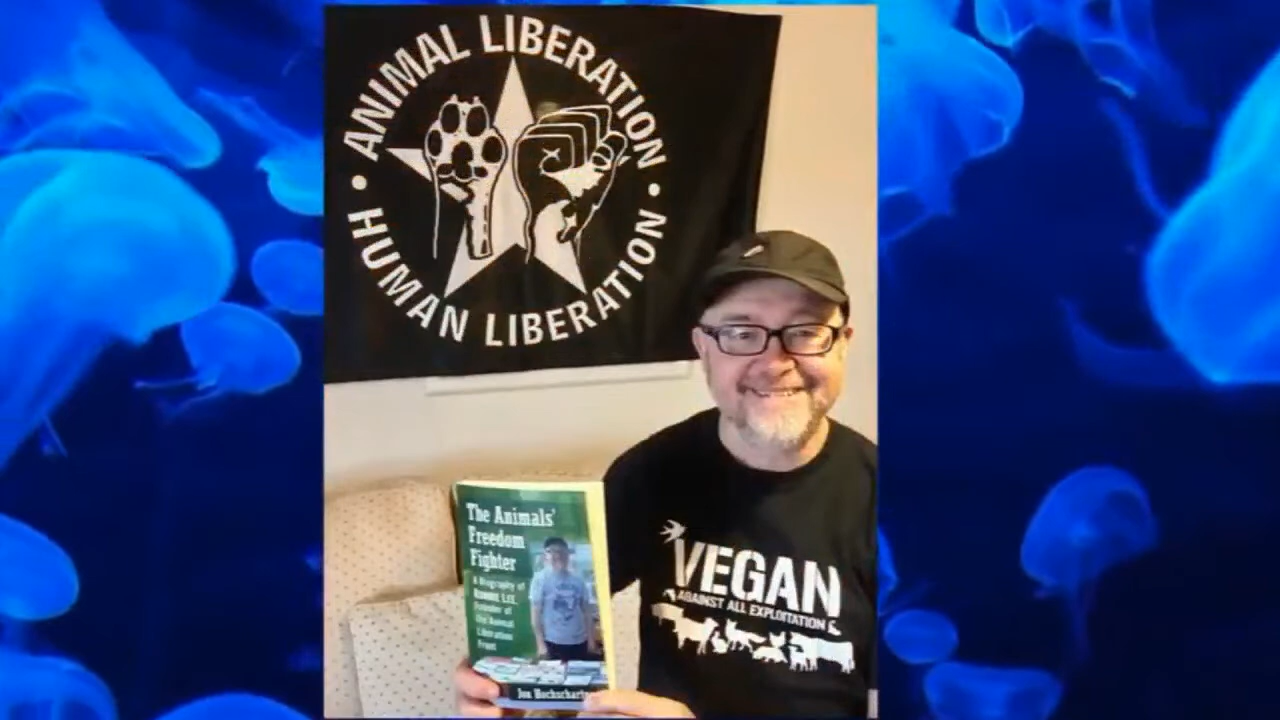 ANIMAL LIBERATION
HUMAN LIBERATION
The Animals'
Freedom
Fighter
A Biography of
Ronnie Lee,
Founder of
the Animal
Liberation
Front
Jon Hochschartner
VEGAN
AGAINST ALL EXPLOITATION